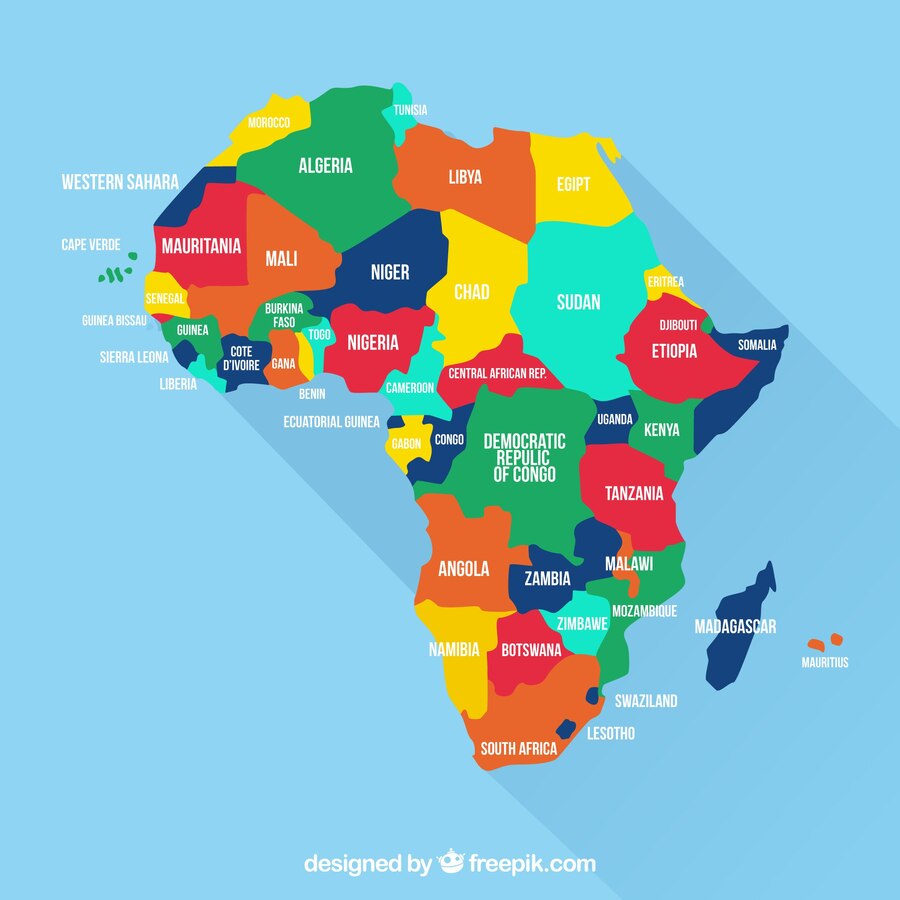 TUNISIA
MOROCCO
ALGERIA
LIBYA
EGIPT
WESTERN SAHARA
CAPE VERDE
MAURITANIA
MALI
NIGER
CHAD
SUDAN
ERITREA
SENEGAL
GUINEA BISSAU
GUINEA
BURKINA
FASO
TOGO
NIGERIA
DJIBOUTI
ETIOPIA
SOMALIA
SIERRA LEONA
COTE
D'IVOIRE
GANA
LIBERIA
BENIN
CAMEROON
CENTRAL AFRICAN REP.
ECUATORIAL GUINEA
GABON
CONGO
DEMOCRATIC
REPULIC
OF CONGO
UGANDA
KENYA
TANZANIA
ANGOLA
ZAMBIA
MALAWI
MOZAMBIQUE
ZIMBAWE
MADAGASCAR
MAURITIUS
NAMIBIA
BOTSWANA
SWAZILAND
LESOTHO
SOUTH AFRICA
designed by freepik.com